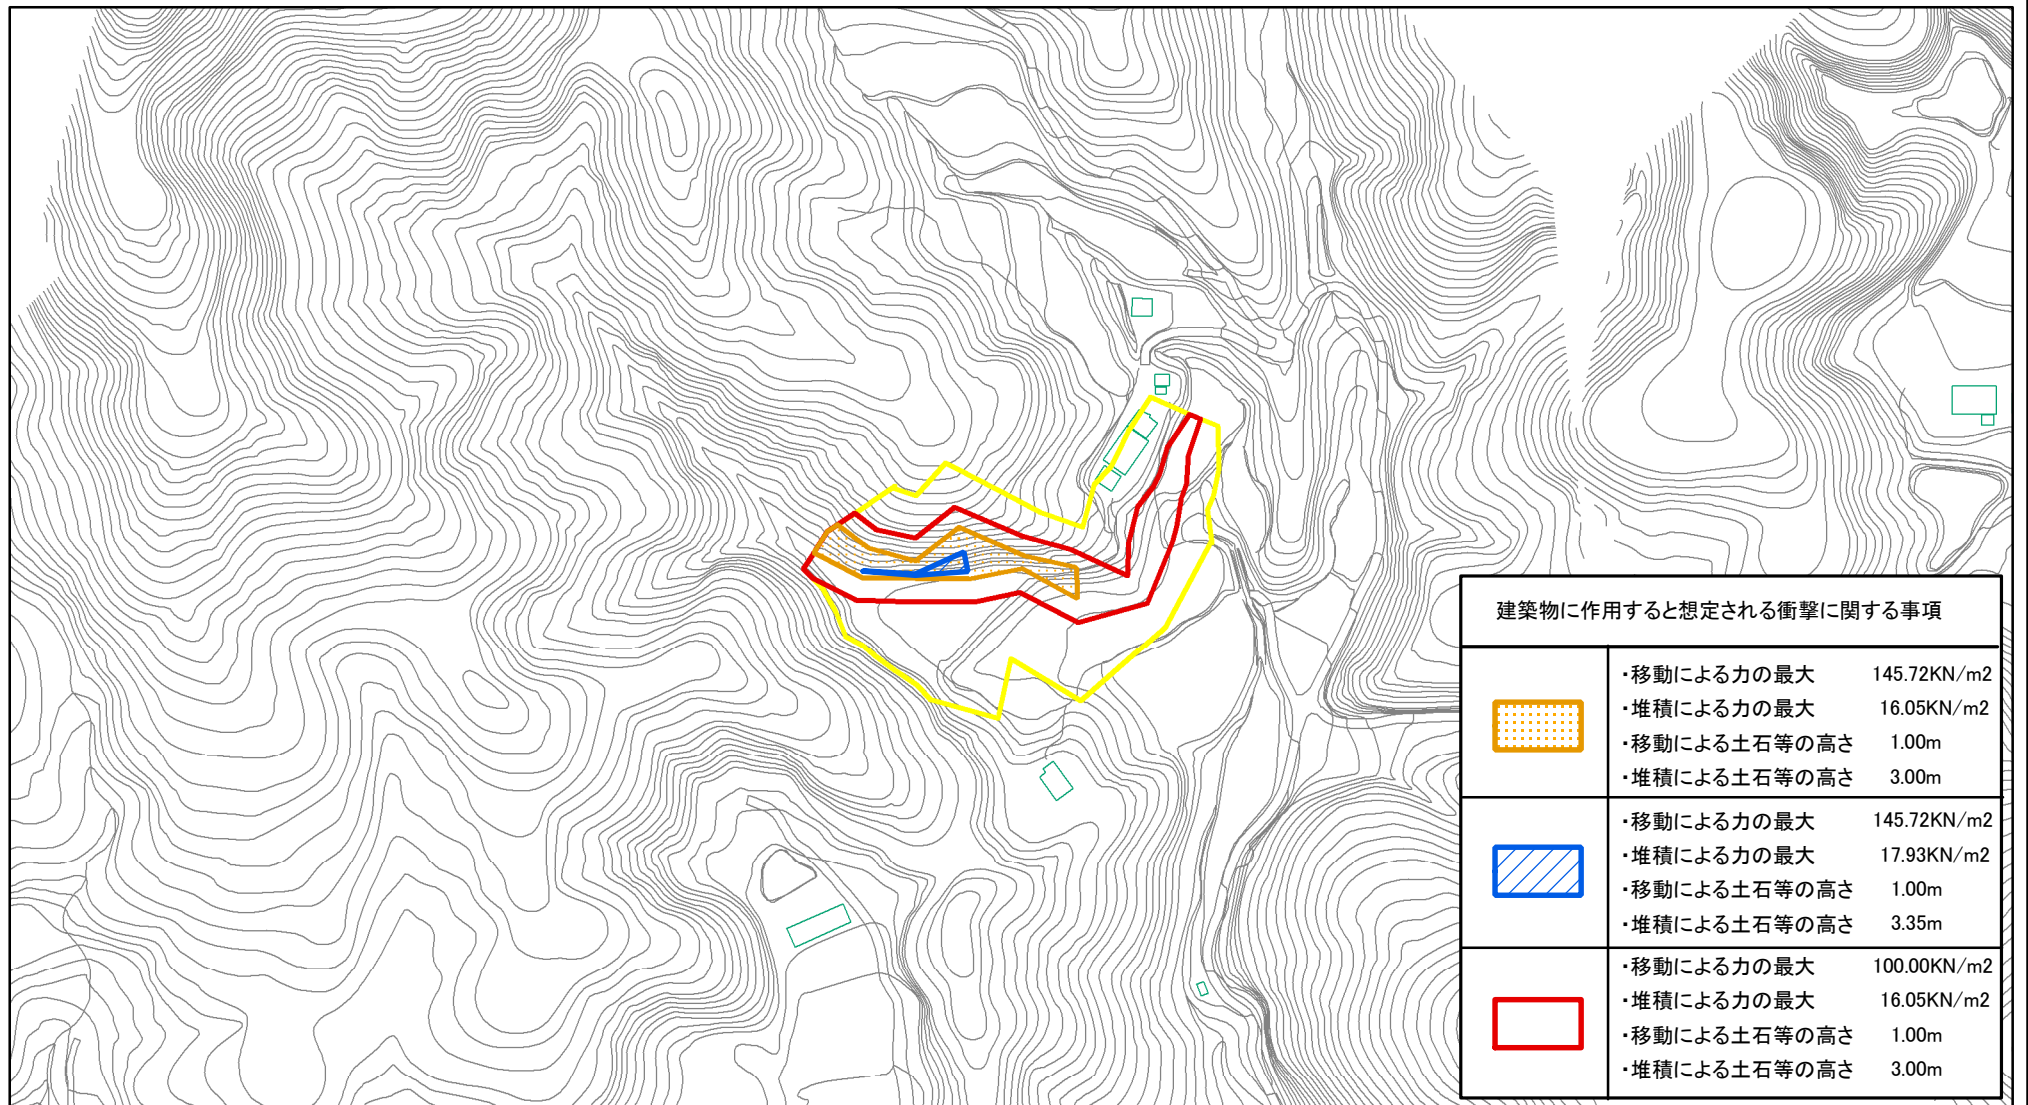 建築物に作用すると想定される衝撃に関する事項
・移動による力の最大 145.72KN/m2
・堆積による力の最大 16.05KN/m2
・移動による土石等の高さ 1.00m
・堆積による土石等の高さ 3.00m
・移動による力の最大 145.72KN/m2
・堆積による力の最大 17.93KN/m2
・移動による土石等の高さ 1.00m
・堆積による土石等の高さ 3.35m
・移動による力の最大 100.00KN/m2
・堆積による力の最大 16.05KN/m2
・移動による土石等の高さ 1.00m
・堆積による土石等の高さ 3.00m